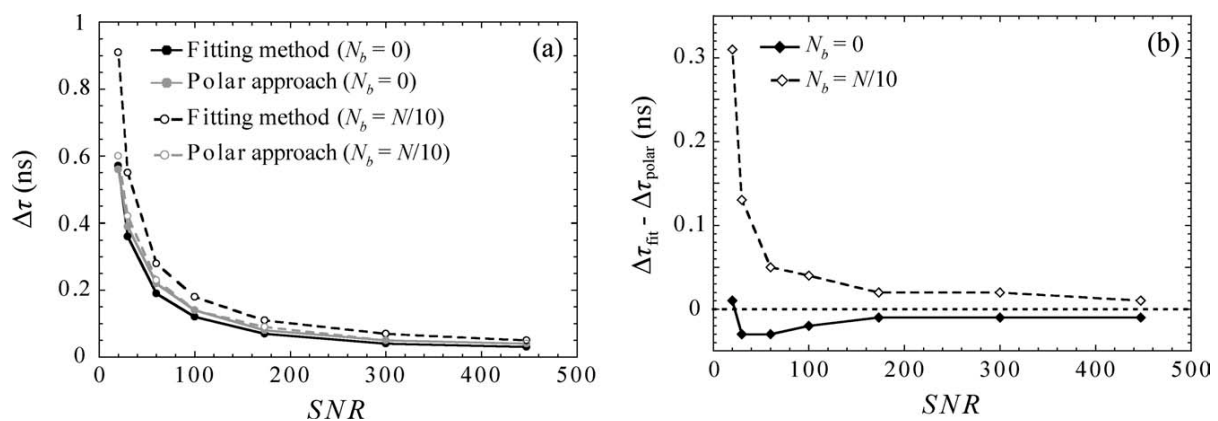 (a)
Fitting method (N_b = 0)
Polar approach (N_b = 0)
Fitting method (N_b = N/10)
Polar approach (N_b = N/10)
Δτ (ns)
1
0.8
0.6
0.4
0.2
0
0 100 200 300 400 500
SNR
(b)
N_b = 0
N_b = N/10
Δτ_fit - Δτ_polar (ns)
0.3
0.2
0.1
0
0 100 200 300 400 500
SNR